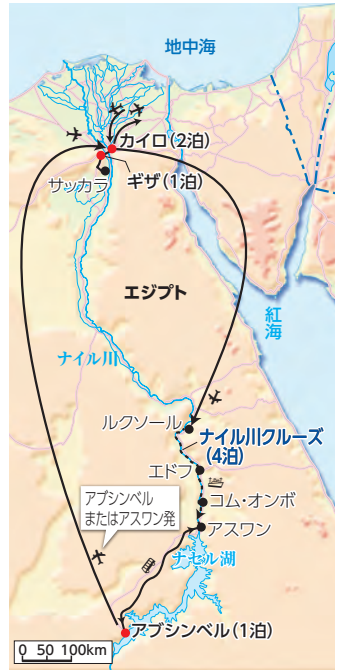 地中海
カイロ(2泊)
ギザ(1泊)
サッカラ
エジプト
紅海
ナイル川
ルクソール
ナイル川クルーズ
(4泊)
エドフ
コム・オンボ
アスワン
アブシンベル
またはアスワン発
ナセル湖
アブシンベル(1泊)
0 50 100km